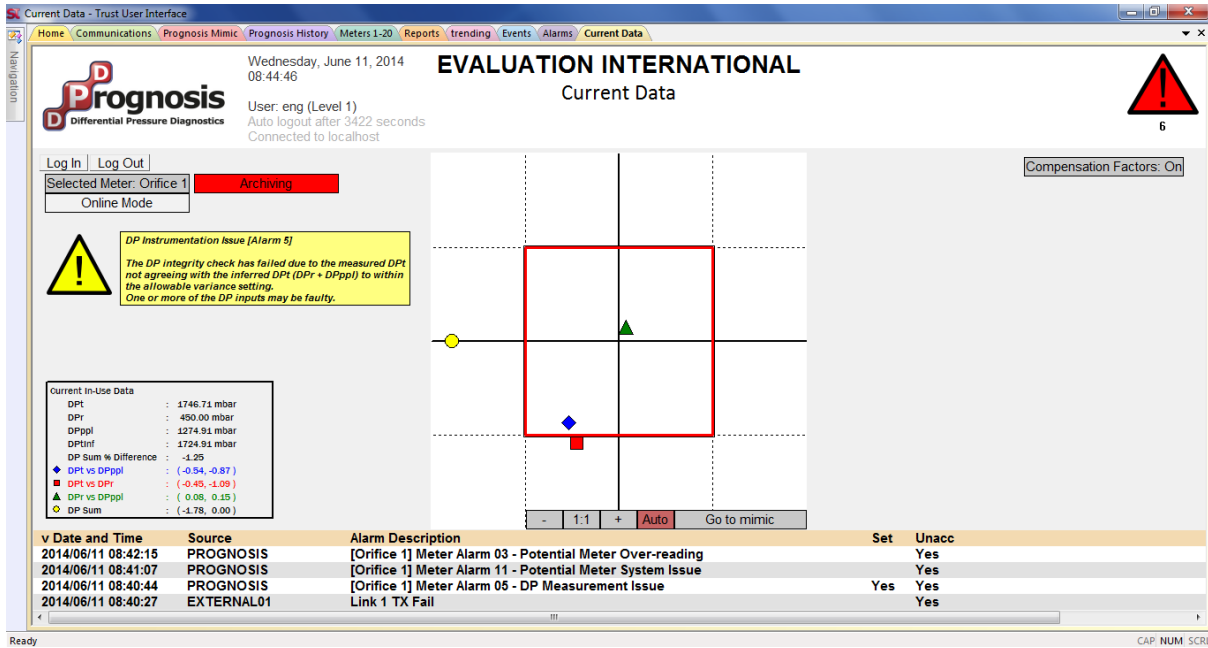 Current Data - Trust User Interface
Home Communications Prognosis Mimic Prognosis History Meters 1-20 Reports trending Events Alarms Current Data
Navigation
D
Prognosis
D Differential Pressure Diagnostics
Wednesday, June 11, 2014
08:44:46
User: eng (Level 1)
Auto logout after 3422 seconds
Connected to localhost
EVALUATION INTERNATIONAL
Current Data
6
Log In Log Out
Selected Meter: Orifice 1 Archiving
Online Mode
Compensation Factors: On
DP Instrumentation Issue [Alarm 5]
The DP integrity check has failed due to the measured DPt
not agreeing with the inferred DPt (DPr + DPppl) to within
the allowable variance setting.
One or more of the DP inputs may be faulty.
Current In-Use Data
DPt : 1746.71 mbar
DPr : 450.00 mbar
DPppl : 1274.91 mbar
DPtinf : 1724.91 mbar
DP Sum % Difference : -1.25
DPt vs DPppl : (-0.54, -0.87 )
DPt vs DPr : (-0.45, -1.09 )
DPr vs DPppl : ( 0.08, 0.15 )
DP Sum : (-1.78, 0.00 )
- 1:1 + Auto Go to mimic
v Date and Time Source Alarm Description Set Unacc
2014/06/11 08:42:15 PROGNOSIS [Orifice 1] Meter Alarm 03 - Potential Meter Over-reading Yes
2014/06/11 08:41:07 PROGNOSIS [Orifice 1] Meter Alarm 11 - Potential Meter System Issue Yes
2014/06/11 08:40:44 PROGNOSIS [Orifice 1] Meter Alarm 05 - DP Measurement Issue Yes Yes
2014/06/11 08:40:27 EXTERNAL01 Link 1 TX Fail Yes
Ready
CAP NUM SCRL